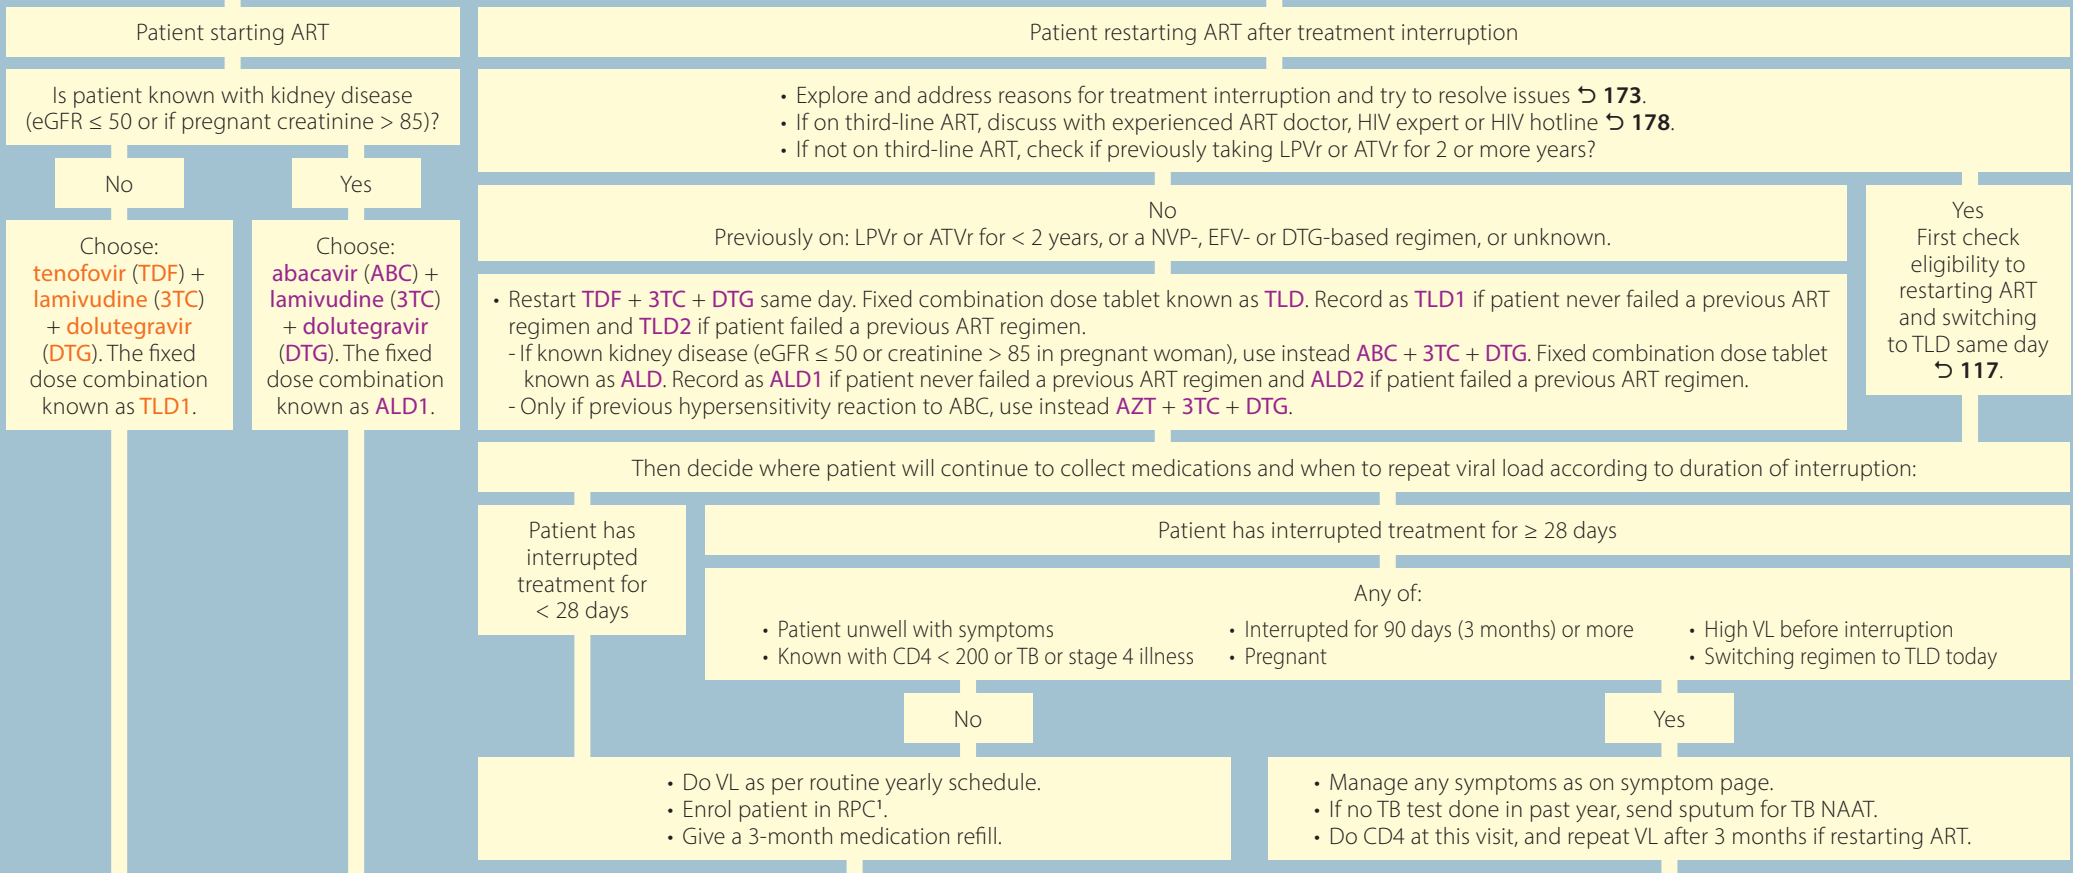 Patient starting ART
Is patient known with kidney disease
(eGFR ≤ 50 or if pregnant creatinine > 85)?
No
Yes
Choose:
tenofovir (TDF) +
lamivudine (3TC)
+ dolutegravir
(DTG). The fixed
dose combination
known as TLD1.
Choose:
abacavir (ABC) +
lamivudine (3TC)
+ dolutegravir
(DTG). The fixed
dose combination
known as ALD1.
Patient restarting ART after treatment interruption
• Explore and address reasons for treatment interruption and try to resolve issues ⮌ 173.
• If on third-line ART, discuss with experienced ART doctor, HIV expert or HIV hotline ⮌ 178.
• If not on third-line ART, check if previously taking LPVr or ATVr for 2 or more years?
No
Previously on: LPVr or ATVr for < 2 years, or a NVP-, EFV- or DTG-based regimen, or unknown.
• Restart TDF + 3TC + DTG same day. Fixed combination dose tablet known as TLD. Record as TLD1 if patient never failed a previous ART
regimen and TLD2 if patient failed a previous ART regimen.
- If known kidney disease (eGFR ≤ 50 or creatinine > 85 in pregnant woman), use instead ABC + 3TC + DTG. Fixed combination dose tablet
known as ALD. Record as ALD1 if patient never failed a previous ART regimen and ALD2 if patient failed a previous ART regimen.
- Only if previous hypersensitivity reaction to ABC, use instead AZT + 3TC + DTG.
Yes
First check
eligibility to
restarting ART
and switching
to TLD same day
⮌ 117.
Then decide where patient will continue to collect medications and when to repeat viral load according to duration of interruption:
Patient has
interrupted
treatment for
< 28 days
Patient has interrupted treatment for ≥ 28 days
Any of:
• Patient unwell with symptoms
• Known with CD4 < 200 or TB or stage 4 illness
• Interrupted for 90 days (3 months) or more
• Pregnant
• High VL before interruption
• Switching regimen to TLD today
No
Yes
• Do VL as per routine yearly schedule.
• Enrol patient in RPC¹.
• Give a 3-month medication refill.
• Manage any symptoms as on symptom page.
• If no TB test done in past year, send sputum for TB NAAT.
• Do CD4 at this visit, and repeat VL after 3 months if restarting ART.